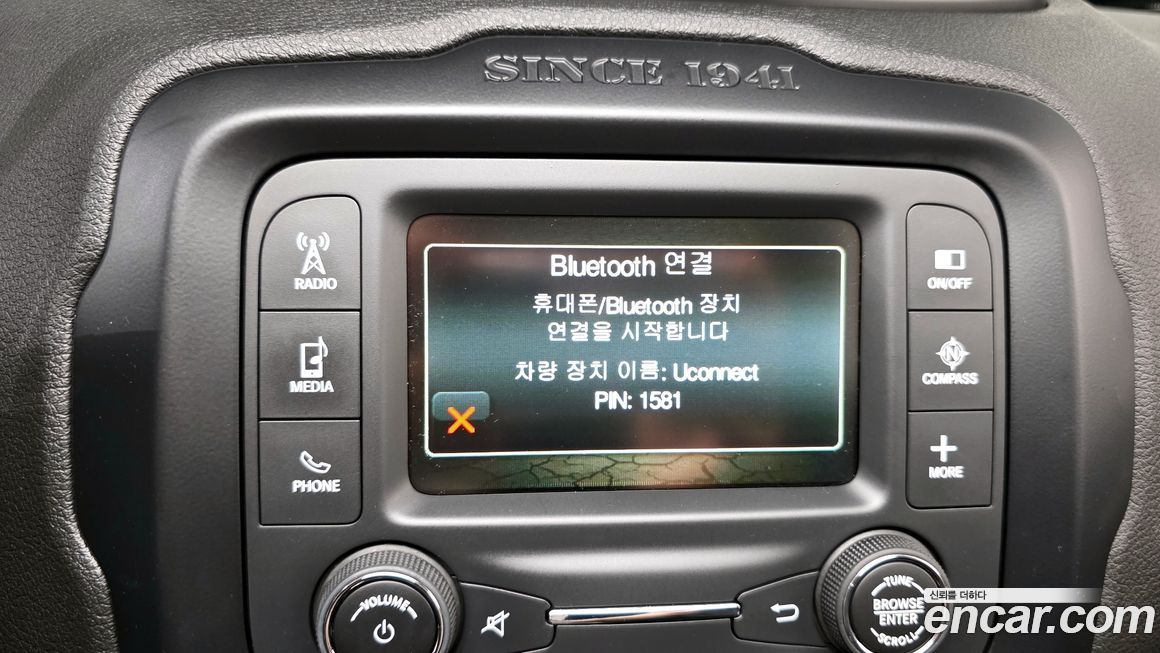 SINCE 1941
RADIO
MEDIA
PHONE
Bluetooth 연결
휴대폰/Bluetooth 장치
연결을 시작합니다
차량 장치 이름: Uconnect
PIN: 1581
ON/OFF
N
COMPASS
MORE
VOLUME
TUNE
BROWSE
ENTER
SCROLL
신뢰를 더하다
encar.com